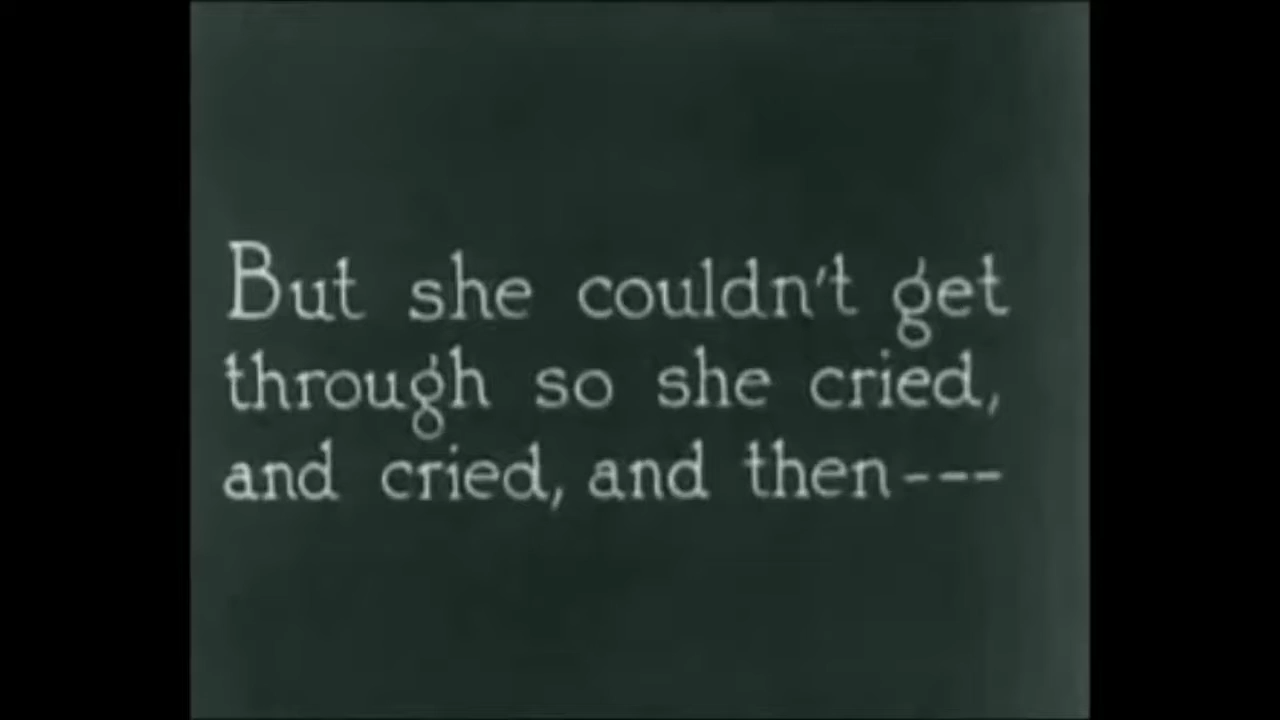 But she couldn't get
through so she cried,
and cried, and then---